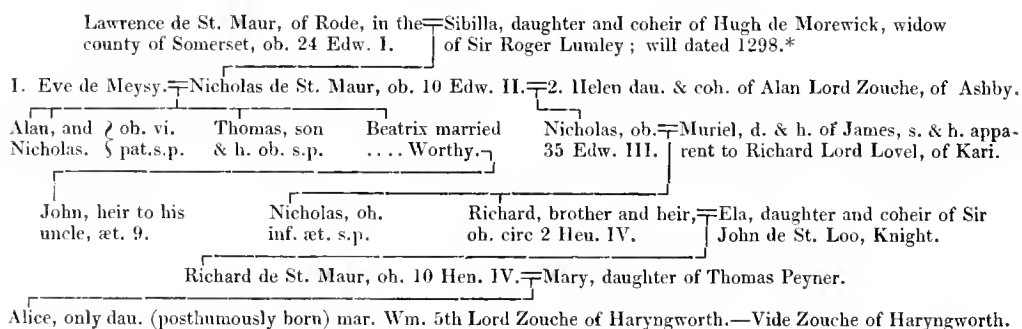 Lawrence de St. Maur, of Rode, in the=Sibilla, daughter and coheir of Hugh de Morewick, widow
county of Somerset, ob. 24 Edw. I. of Sir Roger Lumley ; will dated 1298.*
1. Eve de Meysy.=Nicholas de St. Maur, ob. 10 Edw. II.=2. Helen dau. & coh. of Alan Lord Zouche, of Ashby.
Alan, and } ob. vi. Thomas, son Beatrix married Nicholas, ob.=Muriel, d. & h. of James, s. & h. appa-
Nicholas. } pat.s.p. & h. ob. s.p. .... Worthy. 35 Edw. III. rent to Richard Lord Lovel, of Kari.
John, heir to his Nicholas, ob. Richard, brother and heir,=Ela, daughter and coheir of Sir
uncle, æt. 9. inf. æt. s.p. ob. circ 2 Hen. IV. John de St. Loo, Knight.
Richard de St. Maur, ob. 10 Hen. IV.=Mary, daughter of Thomas Peyner.
Alice, only dau. (posthumously born) mar. Wm. 5th Lord Zouche of Haryngworth.—Vide Zouche of Haryngworth.